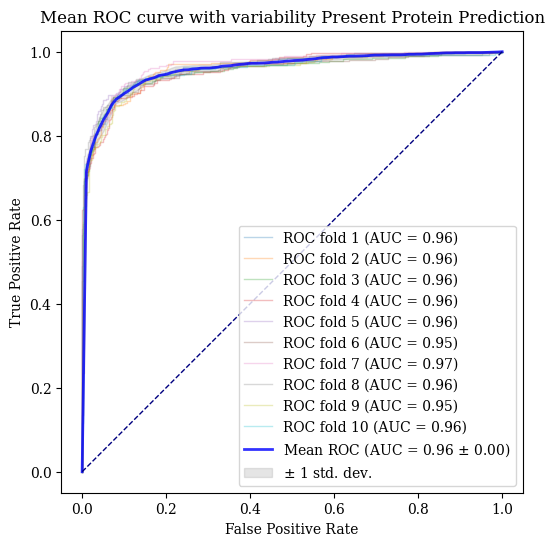 Mean ROC curve with variability Present Protein Prediction
1.0
0.8
0.6
0.4
0.2
0.0
True Positive Rate
ROC fold 1 (AUC = 0.96)
ROC fold 2 (AUC = 0.96)
ROC fold 3 (AUC = 0.96)
ROC fold 4 (AUC = 0.96)
ROC fold 5 (AUC = 0.96)
ROC fold 6 (AUC = 0.95)
ROC fold 7 (AUC = 0.97)
ROC fold 8 (AUC = 0.96)
ROC fold 9 (AUC = 0.95)
ROC fold 10 (AUC = 0.96)
Mean ROC (AUC = 0.96 ± 0.00)
± 1 std. dev.
0.0 0.2 0.4 0.6 0.8 1.0
False Positive Rate